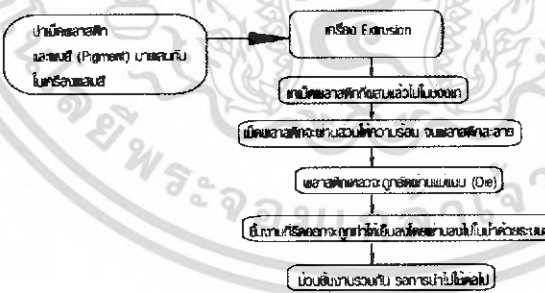 นำเม็ดพลาสติก
และผงสี (Pigment) มาผสมกัน
ในเครื่องผสมสี
เครื่อง Extrusion
เทเม็ดพลาสติกที่ผสมแล้วไปในช่องเท
เม็ดพลาสติกจะผ่านส่วนให้ความร้อน จนพลาสติกละลาย
พลาสติกเหลวจะถูกอัดผ่านแม่แบบ (Die)
ชิ้นงานที่รีดออกจะถูกทำให้เย็นลงโดยผ่านลงไปในน้ำด้วยระบบ
ม้วนชิ้นงานรวมกัน รอการนำไปใช้ต่อไป